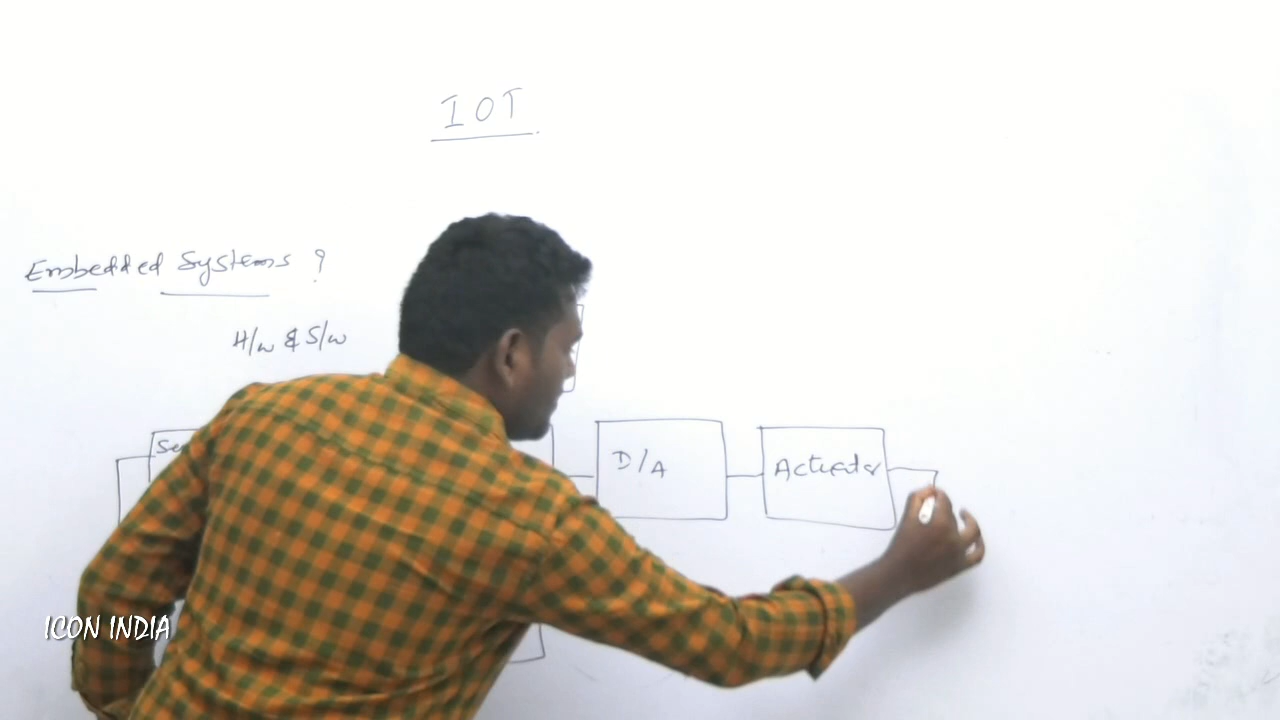 IOT
Embedded Systems ?
H/w & S/w
D/A
Actuator
ICON INDIA